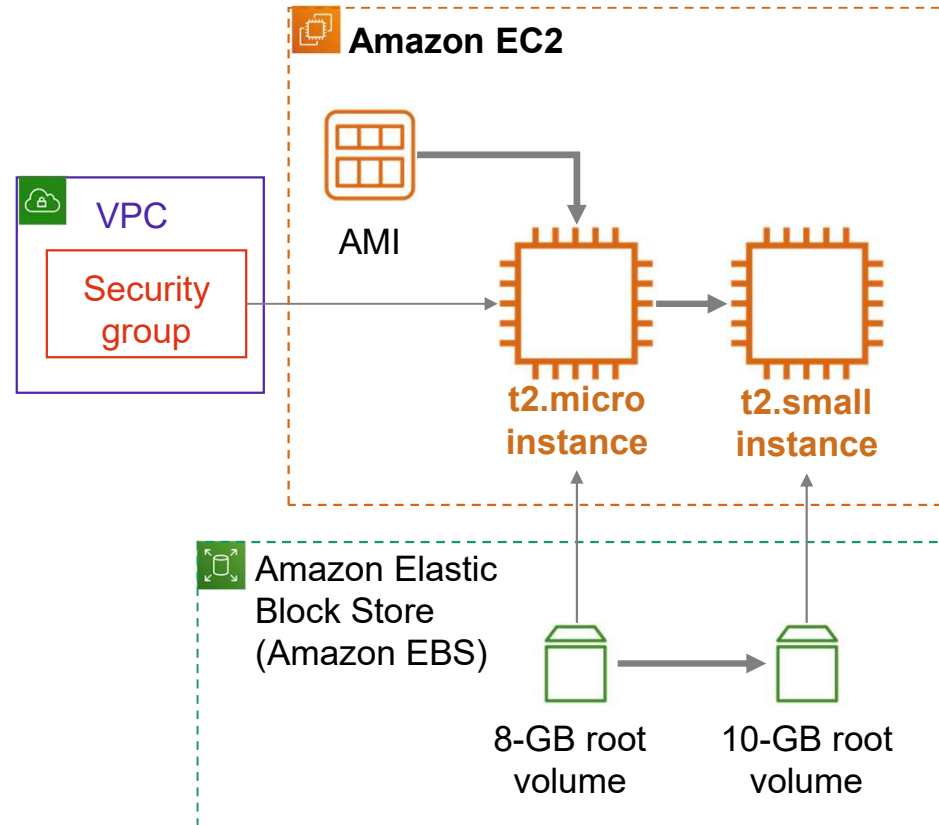 Amazon EC2
AMI
VPC
Security
group
t2.micro
instance
t2.small
instance
Amazon Elastic
Block Store
(Amazon EBS)
8-GB root
volume
10-GB root
volume